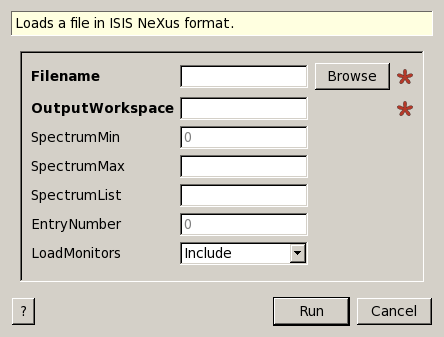 Loads a file in ISIS NeXus format.
Filename Browse *
OutputWorkspace *
SpectrumMin 0
SpectrumMax
SpectrumList
EntryNumber 0
LoadMonitors Include
? Run Cancel